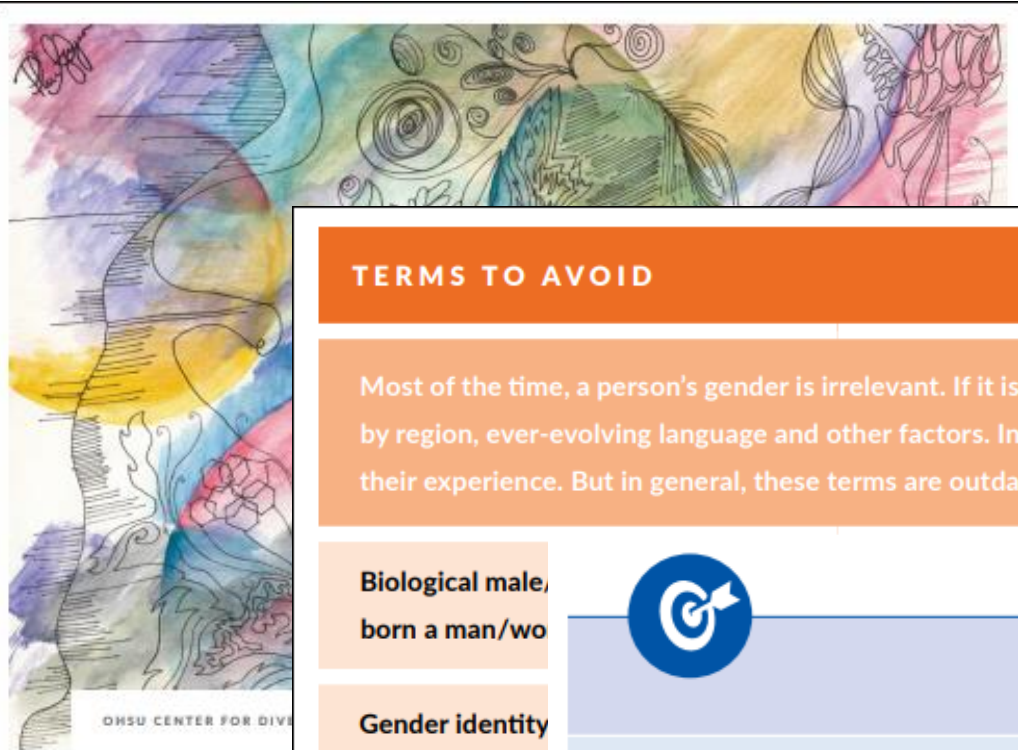 TERMS TO AVOID
Most of the time, a person's gender is irrelevant. If it is
by region, ever-evolving language and other factors. In
their experience. But in general, these terms are outda
Biological male/
born a man/wo
Gender identity
OHSU CENTER FOR DIVE